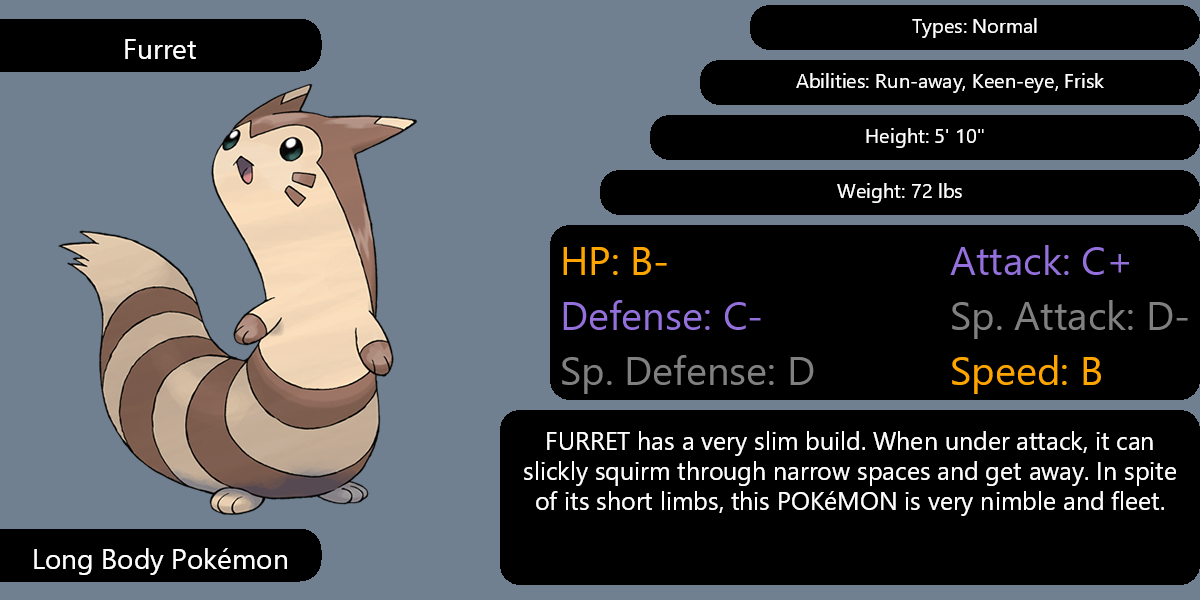 Furret
Types: Normal
Abilities: Run-away, Keen-eye, Frisk
Height: 5' 10"
Weight: 72 lbs
HP: B-
Attack: C+
Defense: C-
Sp. Attack: D-
Sp. Defense: D
Speed: B
FURRET has a very slim build. When under attack, it can
slickly squirm through narrow spaces and get away. In spite
of its short limbs, this POKéMON is very nimble and fleet.
Long Body Pokémon